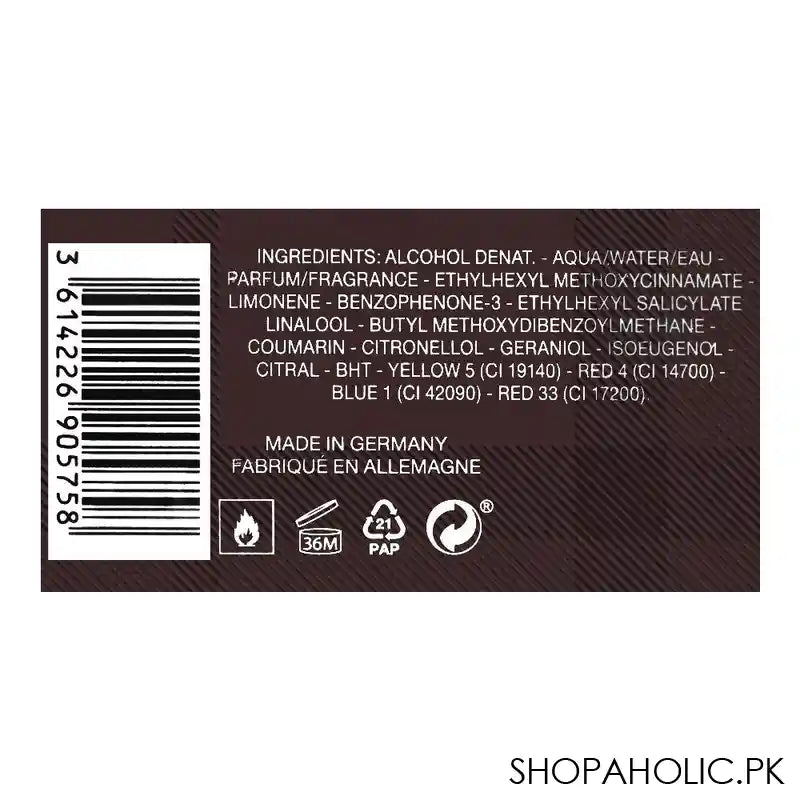 3 614226 905758
INGREDIENTS: ALCOHOL DENAT. - AQUA/WATER/EAU -
PARFUM/FRAGRANCE - ETHYLHEXYL METHOXYCINNAMATE -
LIMONENE - BENZOPHENONE-3 - ETHYLHEXYL SALICYLATE
LINALOOL - BUTYL METHOXYDIBENZOYLMETHANE -
COUMARIN - CITRONELLOL - GERANIOL - ISOEUGENOL -
CITRAL - BHT - YELLOW 5 (CI 19140) - RED 4 (CI 14700) -
BLUE 1 (CI 42090) - RED 33 (CI 17200).
MADE IN GERMANY
FABRIQUÉ EN ALLEMAGNE
36M
21
PAP
®
SHOPAHOLIC.PK